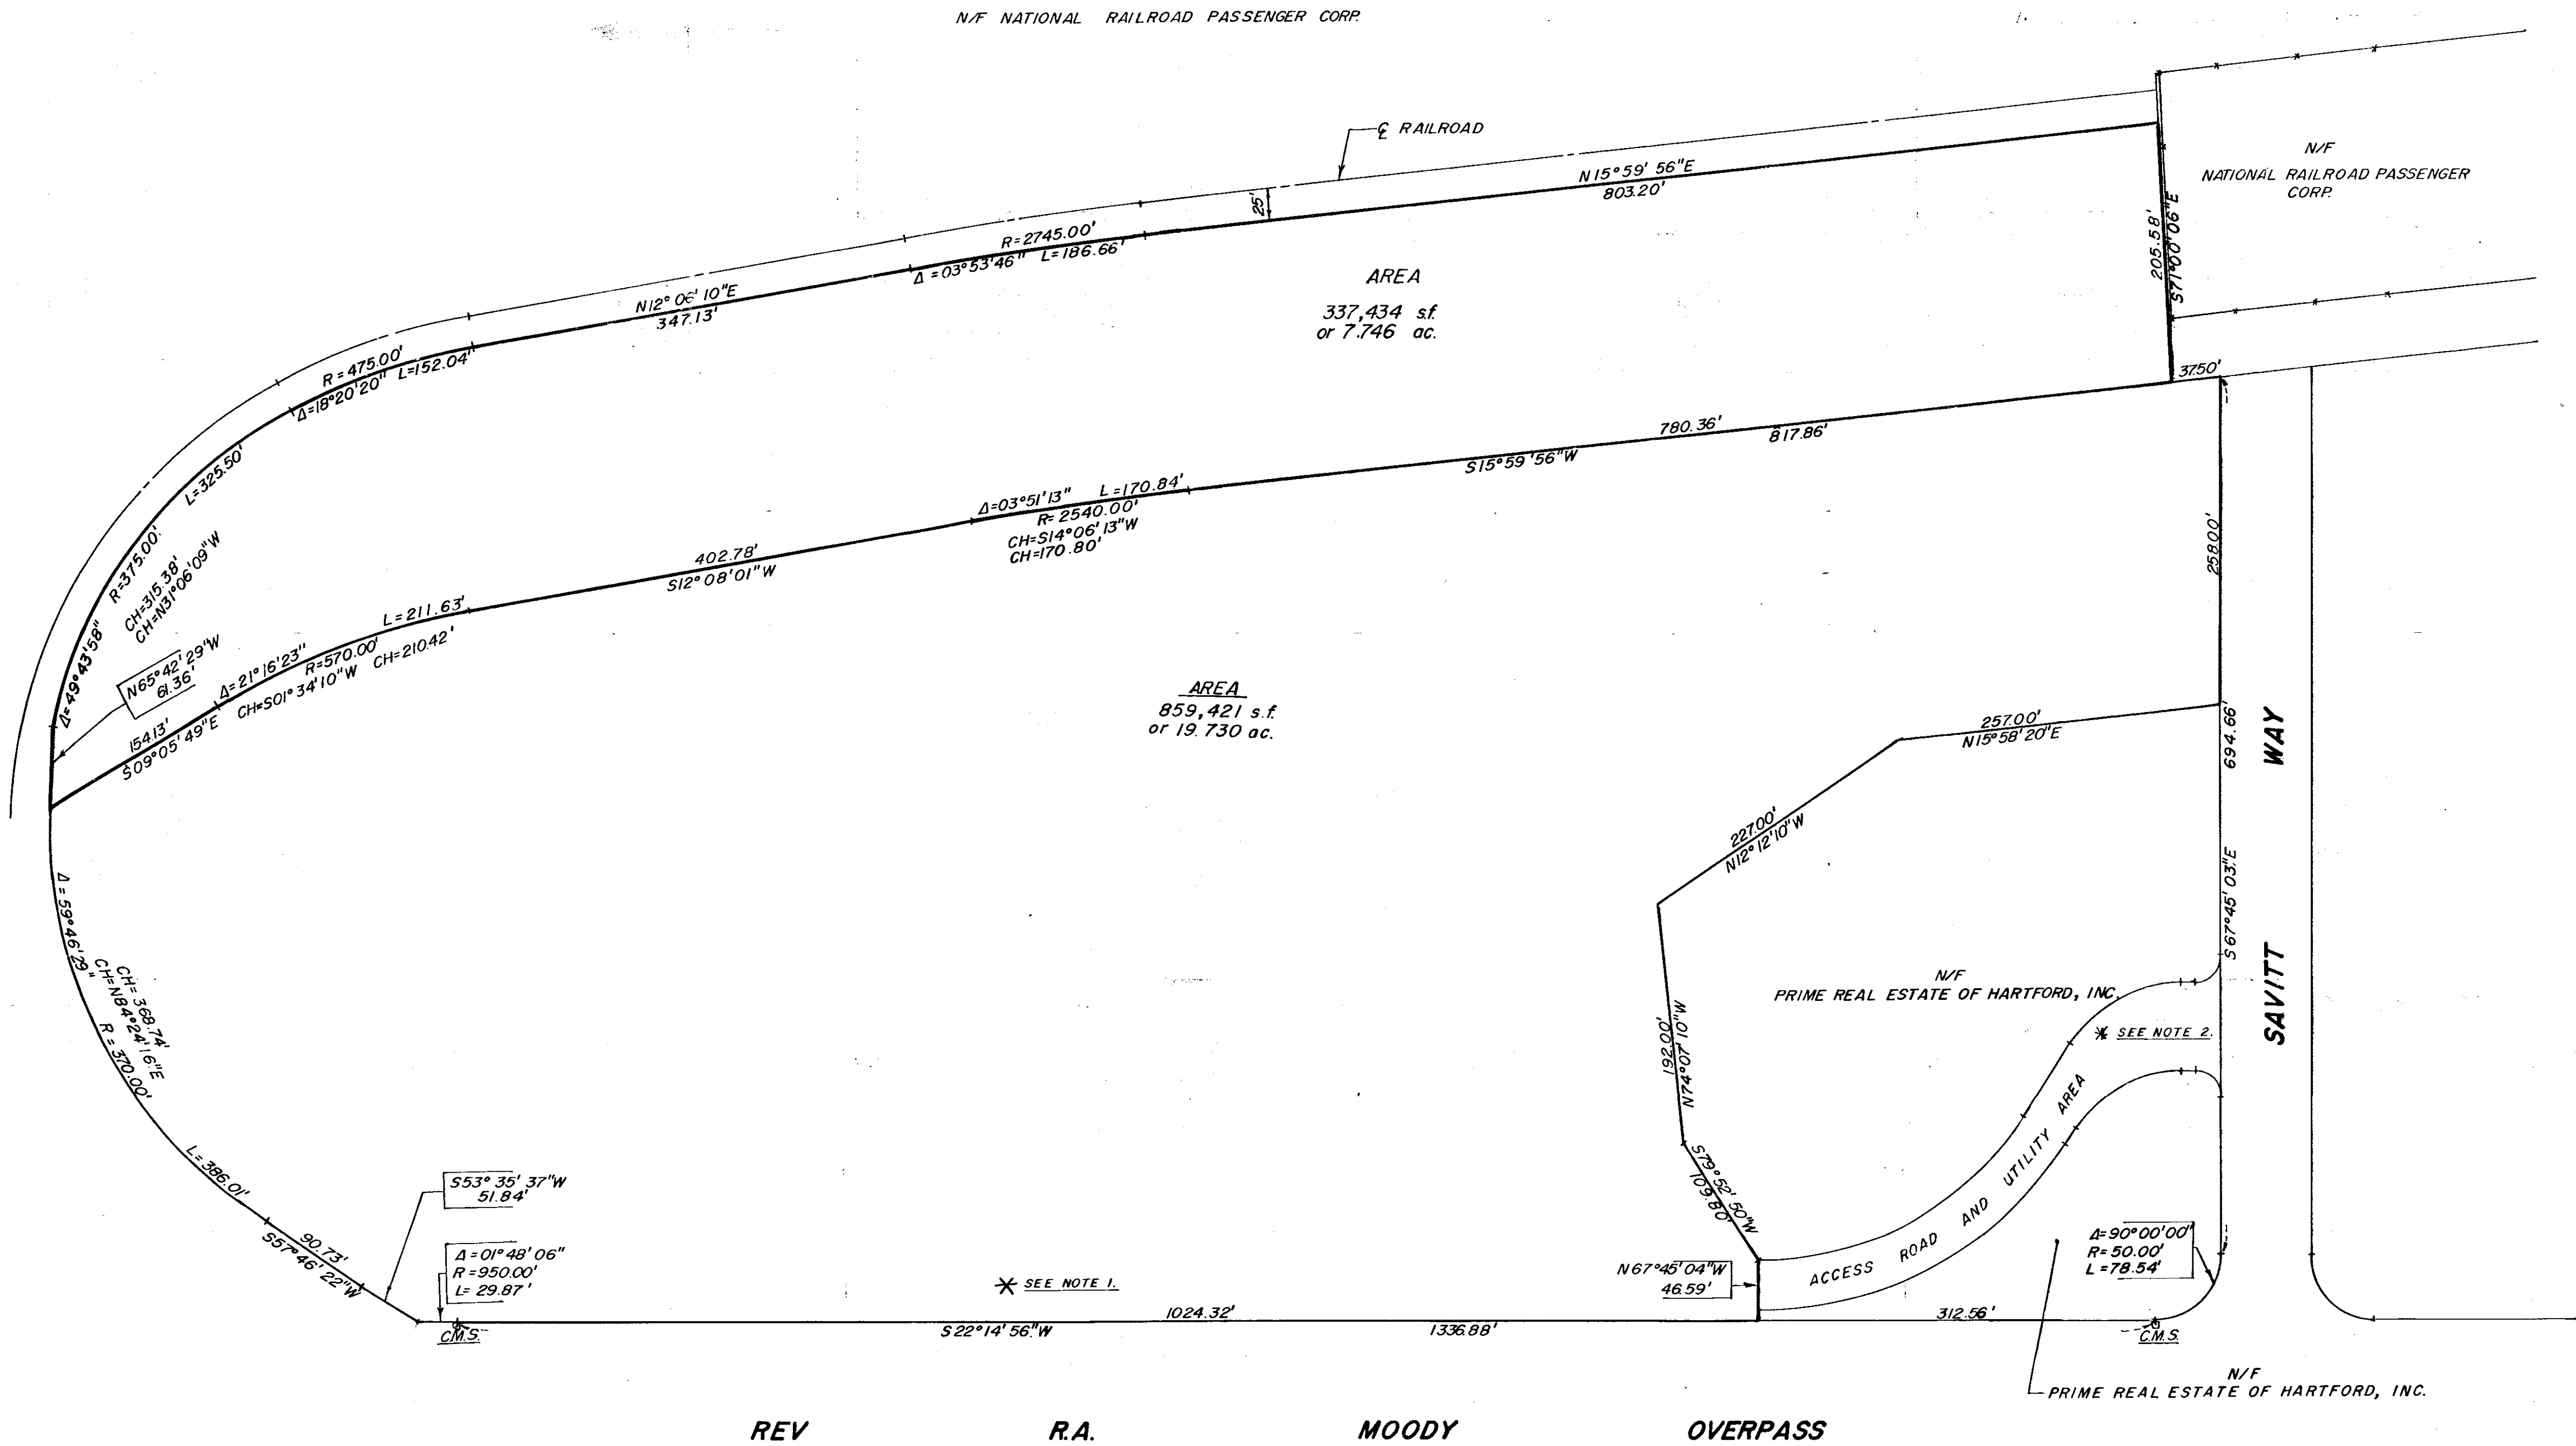 N/F NATIONAL RAILROAD PASSENGER CORP.
℄ RAILROAD
N/F
NATIONAL RAILROAD PASSENGER
CORP.
N15°59'56"E
803.20'
25'
205.58'
S71°00'06"E
R=2745.00'
Δ=03°53'46" L=186.66'
AREA
337,434 s.f.
or 7.746 ac.
N12°06'10"E
347.13'
R=475.00'
Δ=18°20'20" L=152.04'
37.50'
780.36'
817.86'
S15°59'56"W
L=325.50'
R=375.00'
CH=315.38'
CH=N31°06'09"W
Δ=49°43'58"
Δ=03°51'13" L=170.84'
R=2540.00'
CH=S14°06'13"W
CH=170.80'
402.78'
S12°08'01"W
258.00'
L=211.63'
Δ=21°16'23"
R=570.00'
CH=S01°34'10"W CH=210.42'
N65°42'29"W
61.36'
154.13'
S09°05'49"E
AREA
859,421 s.f.
or 19.730 ac.
257.00'
N15°58'20"E
694.66'
S67°45'03"E
SAVITT WAY
227.00'
N12°12'10"W
Δ=59°46'29"
CH=368.74'
CH=N84°24'16"E
R=370.00'
L=386.01'
192.00'
N74°07'10"W
N/F
PRIME REAL ESTATE OF HARTFORD, INC.
* SEE NOTE 2.
S79°52'50"W
109.80'
ACCESS ROAD AND UTILITY AREA
S53°35'37"W
51.84'
90.73'
S57°46'22"W
Δ=01°48'06"
R=950.00'
L=29.87'
* SEE NOTE 1.
N67°45'04"W
46.59'
Δ=90°00'00"
R=50.00'
L=78.54'
1024.32'
312.56'
C.M.S.
S22°14'56"W
1336.88'
C.M.S.
N/F
PRIME REAL ESTATE OF HARTFORD, INC.
REV R.A. MOODY OVERPASS